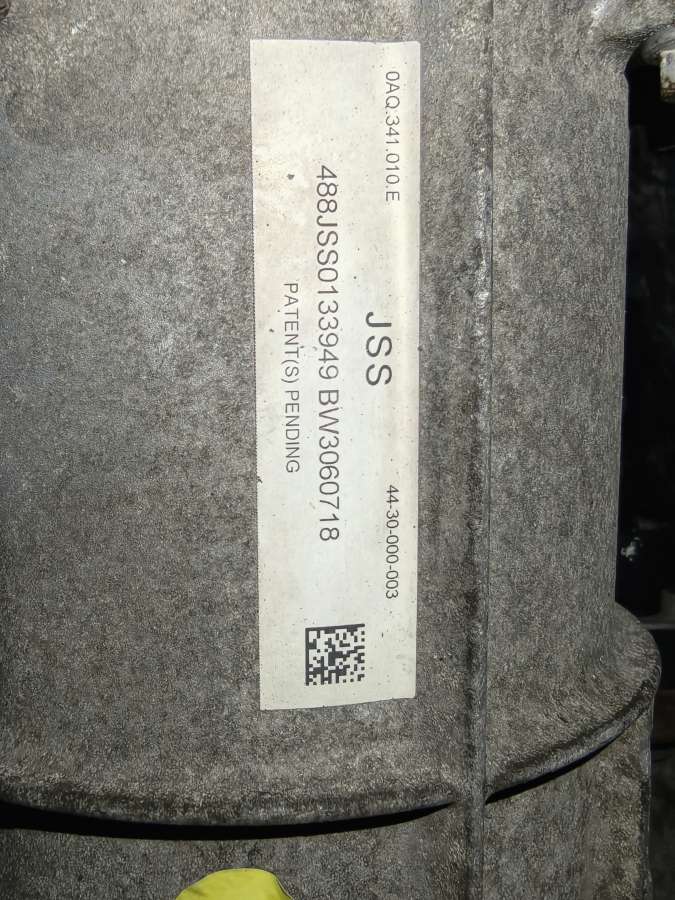 0AQ.341.010.E
JSS
44-30-000-003
488JSS0133949 BW3060718
PATENT(S) PENDING